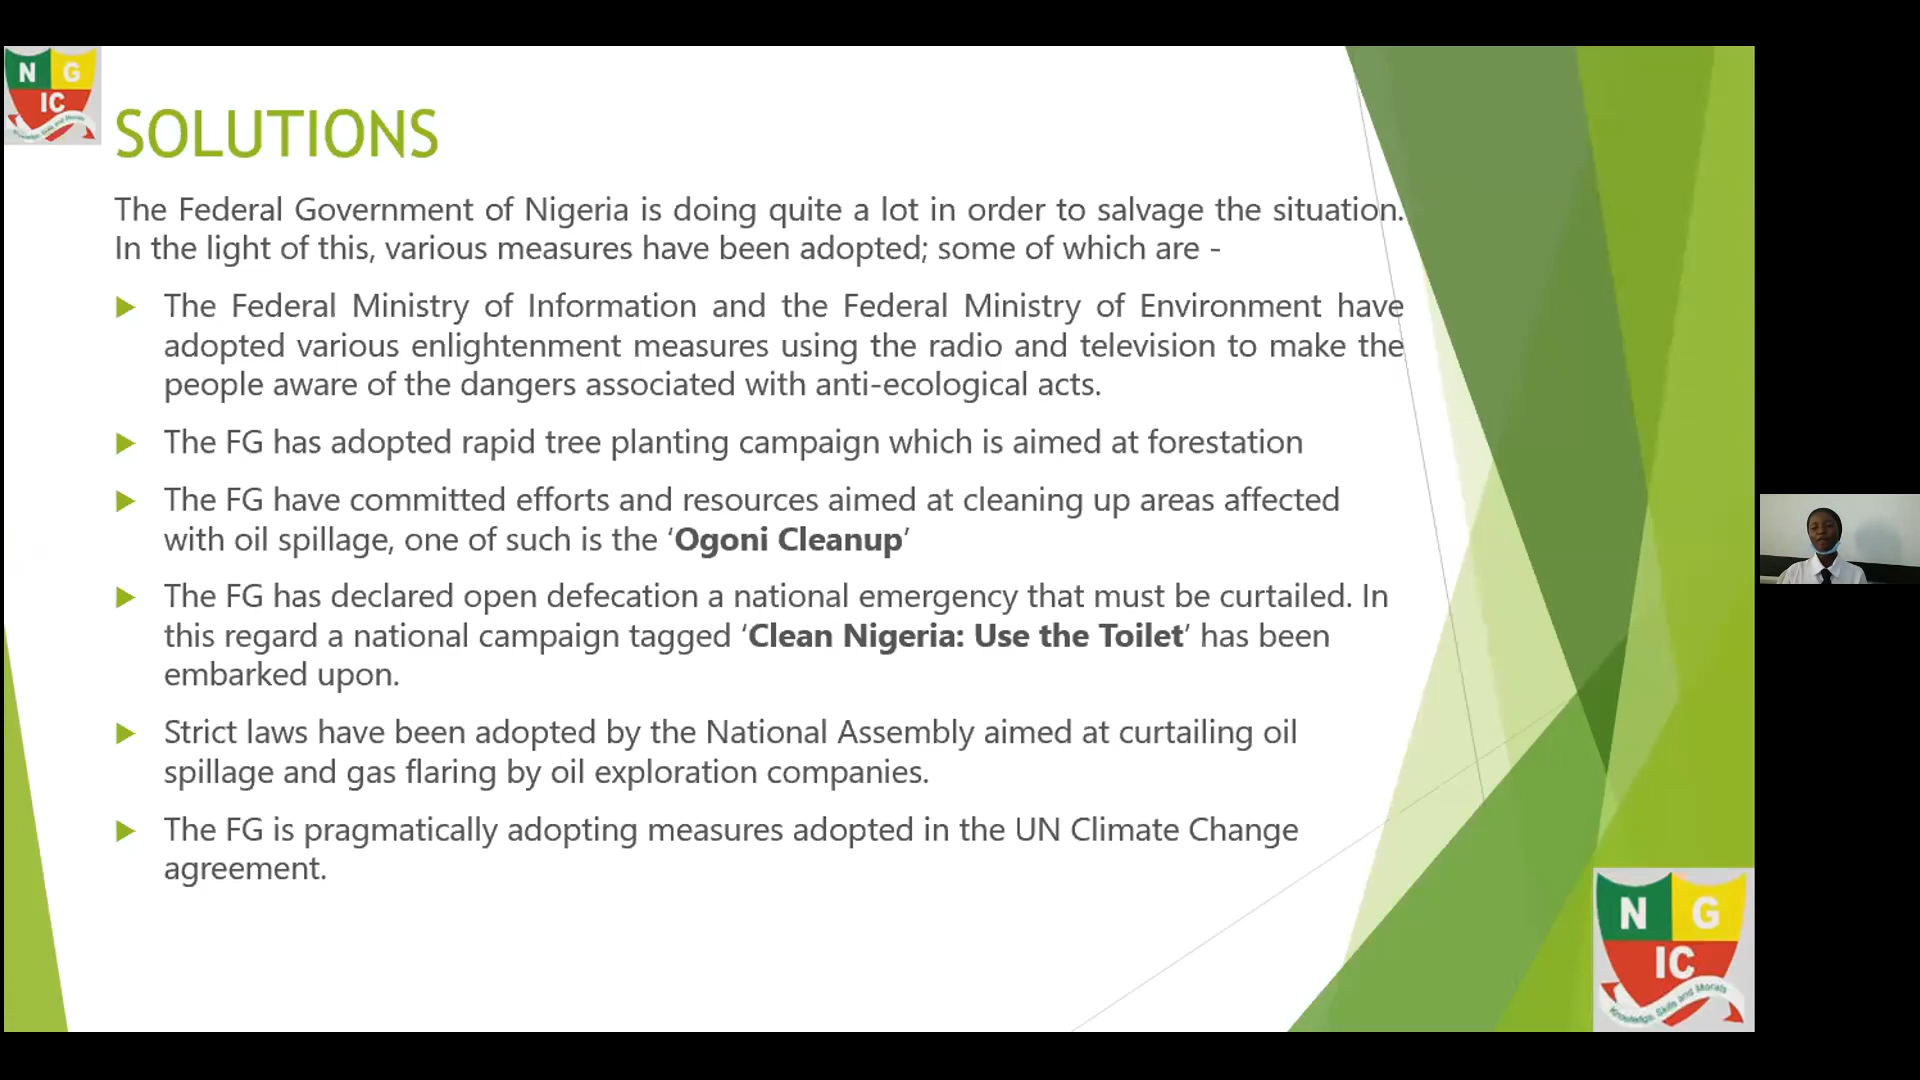 N G
IC
Knowledge, Skills and Morals
SOLUTIONS
The Federal Government of Nigeria is doing quite a lot in order to salvage the situation.
In the light of this, various measures have been adopted; some of which are -
The Federal Ministry of Information and the Federal Ministry of Environment have
adopted various enlightenment measures using the radio and television to make the
people aware of the dangers associated with anti-ecological acts.
The FG has adopted rapid tree planting campaign which is aimed at forestation
The FG have committed efforts and resources aimed at cleaning up areas affected
with oil spillage, one of such is the ‘Ogoni Cleanup’
The FG has declared open defecation a national emergency that must be curtailed. In
this regard a national campaign tagged ‘Clean Nigeria: Use the Toilet’ has been
embarked upon.
Strict laws have been adopted by the National Assembly aimed at curtailing oil
spillage and gas flaring by oil exploration companies.
The FG is pragmatically adopting measures adopted in the UN Climate Change
agreement.
N G
IC
Knowledge, Skills and Morals